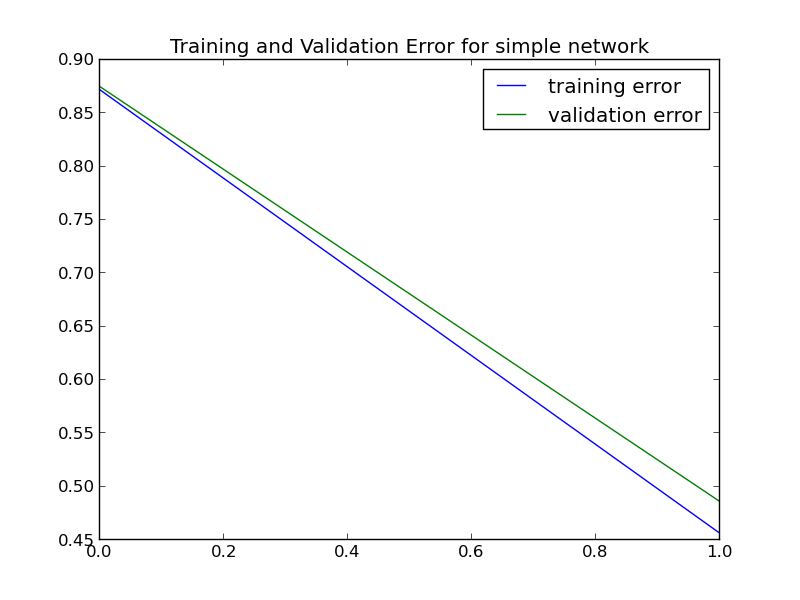 Training and Validation Error for simple network
training error
validation error
0.90
0.85
0.80
0.75
0.70
0.65
0.60
0.55
0.50
0.45
0.0 0.2 0.4 0.6 0.8 1.0